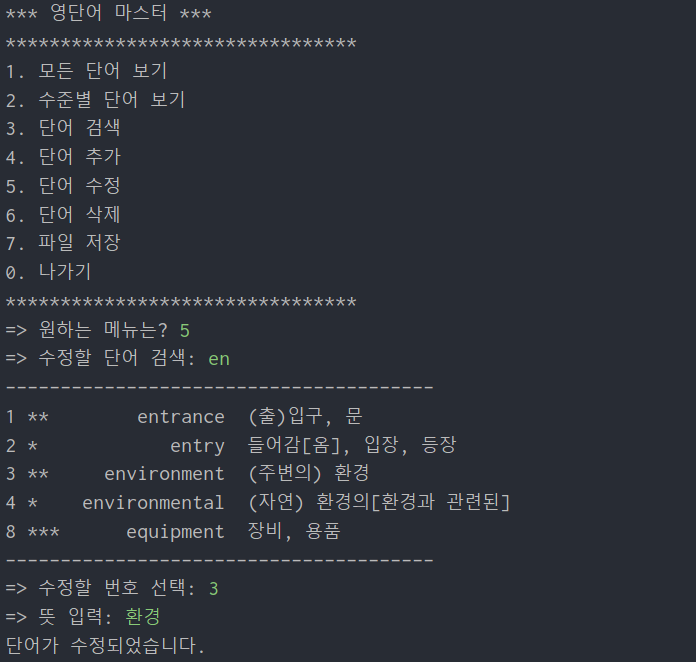 *** 영단어 마스터 ***
********************************
1. 모든 단어 보기
2. 수준별 단어 보기
3. 단어 검색
4. 단어 추가
5. 단어 수정
6. 단어 삭제
7. 파일 저장
0. 나가기
********************************
=> 원하는 메뉴는? 5
=> 수정할 단어 검색: en
---------------------------------------
1 **        entrance  (출)입구, 문
2 *            entry  들어감[옴], 입장, 등장
3 **     environment  (주변의) 환경
4 *    environmental  (자연) 환경의[환경과 관련된]
8 ***      equipment  장비, 용품
---------------------------------------
=> 수정할 번호 선택: 3
=> 뜻 입력: 환경
단어가 수정되었습니다.